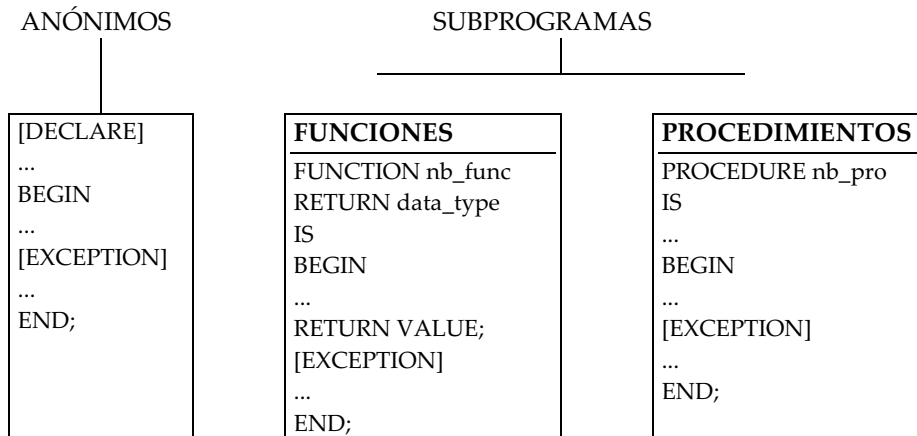 ANÓNIMOS
SUBPROGRAMAS
[DECLARE]
...
BEGIN
...
[EXCEPTION]
...
END;
FUNCIONES
FUNCTION nb_func
RETURN data_type
IS
BEGIN
...
RETURN VALUE;
[EXCEPTION]
...
END;
PROCEDIMIENTOS
PROCEDURE nb_pro
IS
...
BEGIN
...
[EXCEPTION]
...
END;